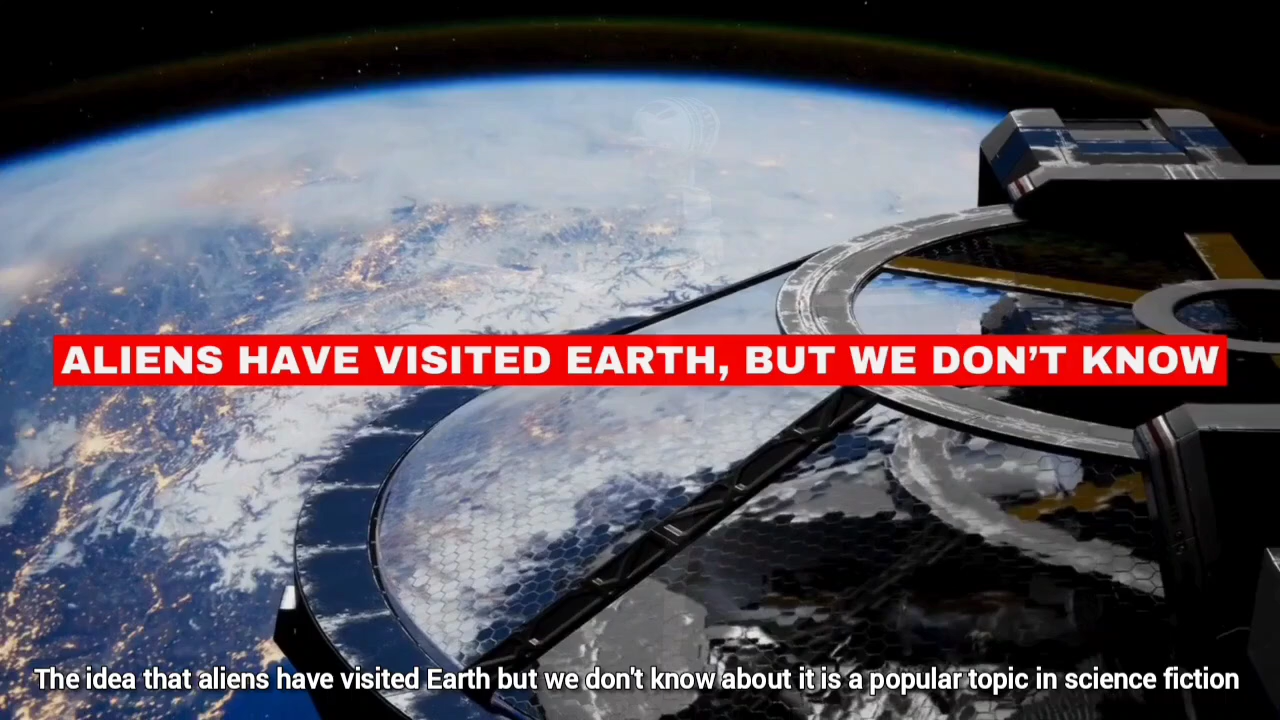 ALIENS HAVE VISITED EARTH, BUT WE DON’T KNOW
The idea that aliens have visited Earth but we don't know about it is a popular topic in science fiction